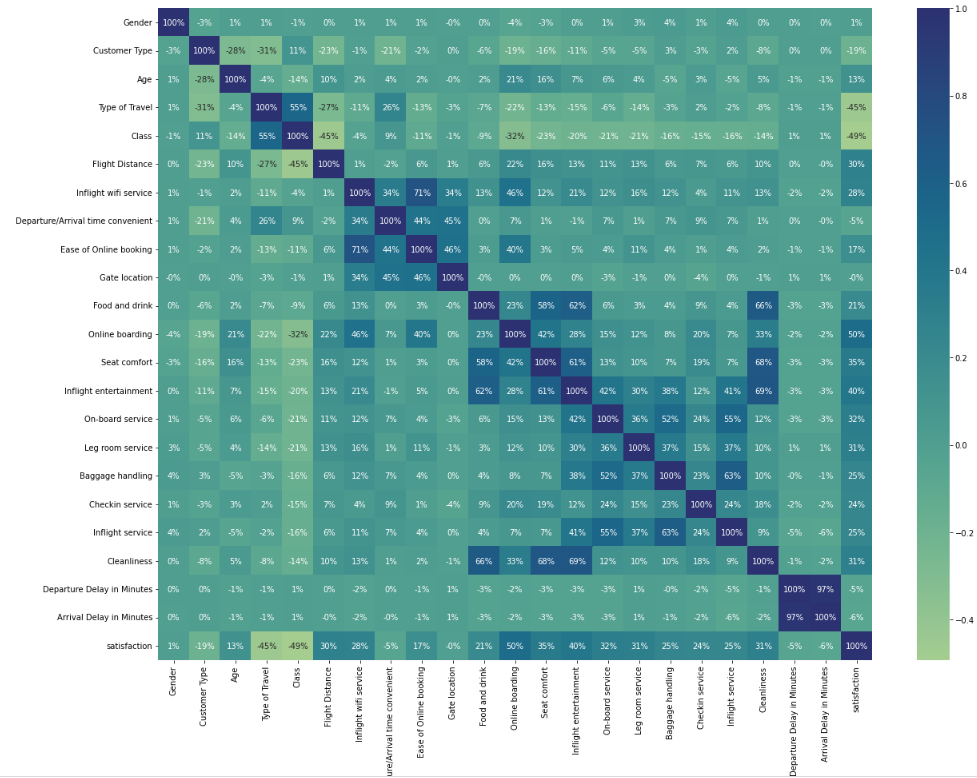 Gender 100% -3% 1% 1% -1% 0% 1% 1% 1% -0% 0% -4% -3% 0% 1% 3% 4% 1% 4% 0% 0% 0% 1%
Customer Type -3% 100% -28% -31% 11% -23% -1% -21% -2% 0% -6% -19% -16% -11% -5% -5% 3% -3% 2% -8% 0% 0% -19%
Age 1% -28% 100% -4% -14% 10% 2% 4% 2% -0% 2% 21% 16% 7% 6% 4% -5% 3% -5% 5% -1% -1% 13%
Type of Travel 1% -31% -4% 100% 55% -27% -11% 26% -13% -3% -7% -22% -13% -15% -6% -14% -3% 2% -2% -8% -1% -1% -45%
Class -1% 11% -14% 55% 100% -45% -4% 9% -11% -1% -9% -32% -23% -20% -21% -21% -16% -15% -16% -14% 1% 1% -49%
Flight Distance 0% -23% 10% -27% -45% 100% 1% -2% 6% 1% 6% 22% 16% 13% 11% 13% 6% 7% 6% 10% 0% -0% 30%
Inflight wifi service 1% -1% 2% -11% -4% 1% 100% 34% 71% 34% 13% 46% 12% 21% 12% 16% 12% 4% 11% 13% -2% -2% 28%
Departure/Arrival time convenient 1% -21% 4% 26% 9% -2% 34% 100% 44% 45% 0% 7% 1% -1% 7% 1% 7% 9% 7% 1% 0% -0% -5%
Ease of Online booking 1% -2% 2% -13% -11% 6% 71% 44% 100% 46% 3% 40% 3% 5% 4% 11% 4% 1% 4% 2% -1% -1% 17%
Gate location -0% 0% -0% -3% -1% 1% 34% 45% 46% 100% -0% 0% 0% 0% -3% -1% 0% -4% 0% -1% 1% 1% -0%
Food and drink 0% -6% 2% -7% -9% 6% 13% 0% 3% -0% 100% 23% 58% 62% 6% 3% 4% 9% 4% 66% -3% -3% 21%
Online boarding -4% -19% 21% -22% -32% 22% 46% 7% 40% 0% 23% 100% 42% 28% 15% 12% 8% 20% 7% 33% -2% -2% 50%
Seat comfort -3% -16% 16% -13% -23% 16% 12% 1% 3% 0% 58% 42% 100% 61% 13% 10% 7% 19% 7% 68% -3% -3% 35%
Inflight entertainment 0% -11% 7% -15% -20% 13% 21% -1% 5% 0% 62% 28% 61% 100% 42% 30% 38% 12% 41% 69% -3% -3% 40%
On-board service 1% -5% 6% -6% -21% 11% 12% 7% 4% -3% 6% 15% 13% 42% 100% 36% 52% 24% 55% 12% -3% -3% 32%
Leg room service 3% -5% 4% -14% -21% 13% 16% 1% 11% -1% 3% 12% 10% 30% 36% 100% 37% 15% 37% 10% 1% 1% 31%
Baggage handling 4% 3% -5% -3% -16% 6% 12% 7% 4% 0% 4% 8% 7% 38% 52% 37% 100% 23% 63% 10% -0% -1% 25%
Checkin service 1% -3% 3% 2% -15% 7% 4% 9% 1% -4% 9% 20% 19% 12% 24% 15% 23% 100% 24% 18% -2% -2% 24%
Inflight service 4% 2% -5% -2% -16% 6% 11% 7% 4% 0% 4% 7% 7% 41% 55% 37% 63% 24% 100% 9% -5% -6% 25%
Cleanliness 0% -8% 5% -8% -14% 10% 13% 1% 2% -1% 66% 33% 68% 69% 12% 10% 10% 18% 9% 100% -1% -2% 31%
Departure Delay in Minutes 0% 0% -1% -1% 1% 0% -2% 0% -1% 1% -3% -2% -3% -3% -3% 1% -0% -2% -5% -1% 100% 97% -5%
Arrival Delay in Minutes 0% 0% -1% -1% 1% -0% -2% -0% -1% 1% -3% -2% -3% -3% -3% 1% -1% -2% -6% -2% 97% 100% -6%
satisfaction 1% -19% 13% -45% -49% 30% 28% -5% 17% -0% 21% 50% 35% 40% 32% 31% 25% 24% 25% 31% -5% -6% 100%
Gender
Customer Type
Age
Type of Travel
Class
Flight Distance
Inflight wifi service
ure/Arrival time convenient
Ease of Online booking
Gate location
Food and drink
Online boarding
Seat comfort
Inflight entertainment
On-board service
Leg room service
Baggage handling
Checkin service
Inflight service
Cleanliness
Departure Delay in Minutes
Arrival Delay in Minutes
satisfaction
1.0
0.8
0.6
0.4
0.2
0.0
−0.2
−0.4